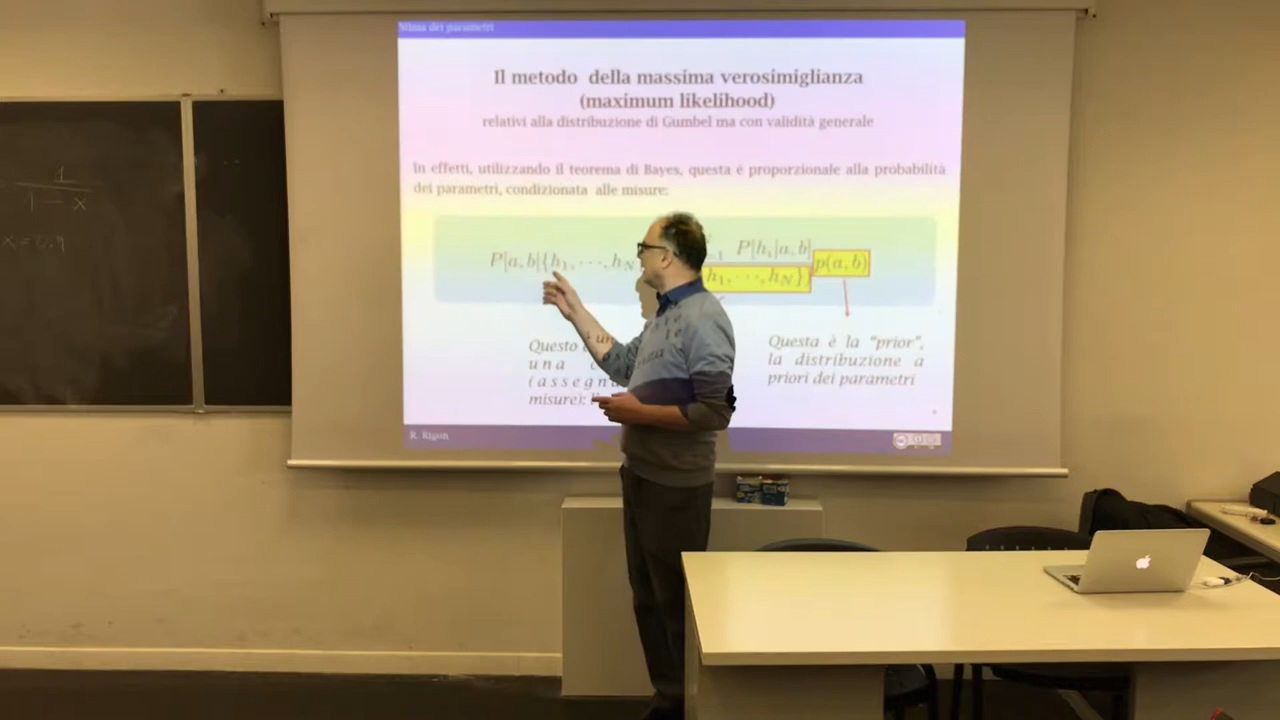 Stima dei parametri
Il metodo della massima verosimiglianza
(maximum likelihood)
relativi alla distribuzione di Gumbel ma con validità generale
In effetti, utilizzando il teorema di Bayes, questa è proporzionale alla probabilità
dei parametri, condizionata alle misure:
P[a, b|{h1, · · · , hN
P[hi|a, b]
h1, · · · , hN})
p(a, b)
Questo
una
(assegn
misure):
Questa è la "prior",
la distribuzione a
priori dei parametri
R. Rigon
1
1 - x
x = 0.9